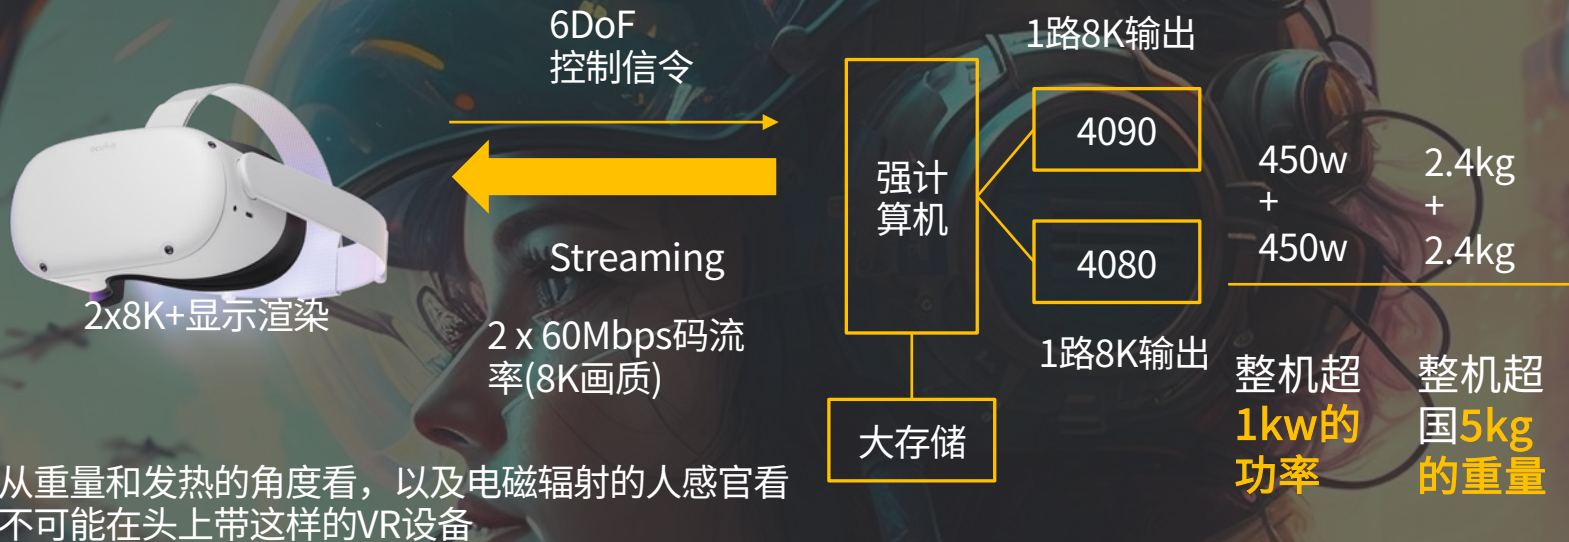 6DoF
控制信令
Streaming
2 x 60Mbps码流
率(8K画质)
2x8K+显示渲染
强计
算机
大存储
1路8K输出
4090
4080
1路8K输出
450w
+
450w
2.4kg
+
2.4kg
整机超
1kw的
功率
整机超
国5kg
的重量
从重量和发热的角度看，以及电磁辐射的人感官看
不可能在头上带这样的VR设备